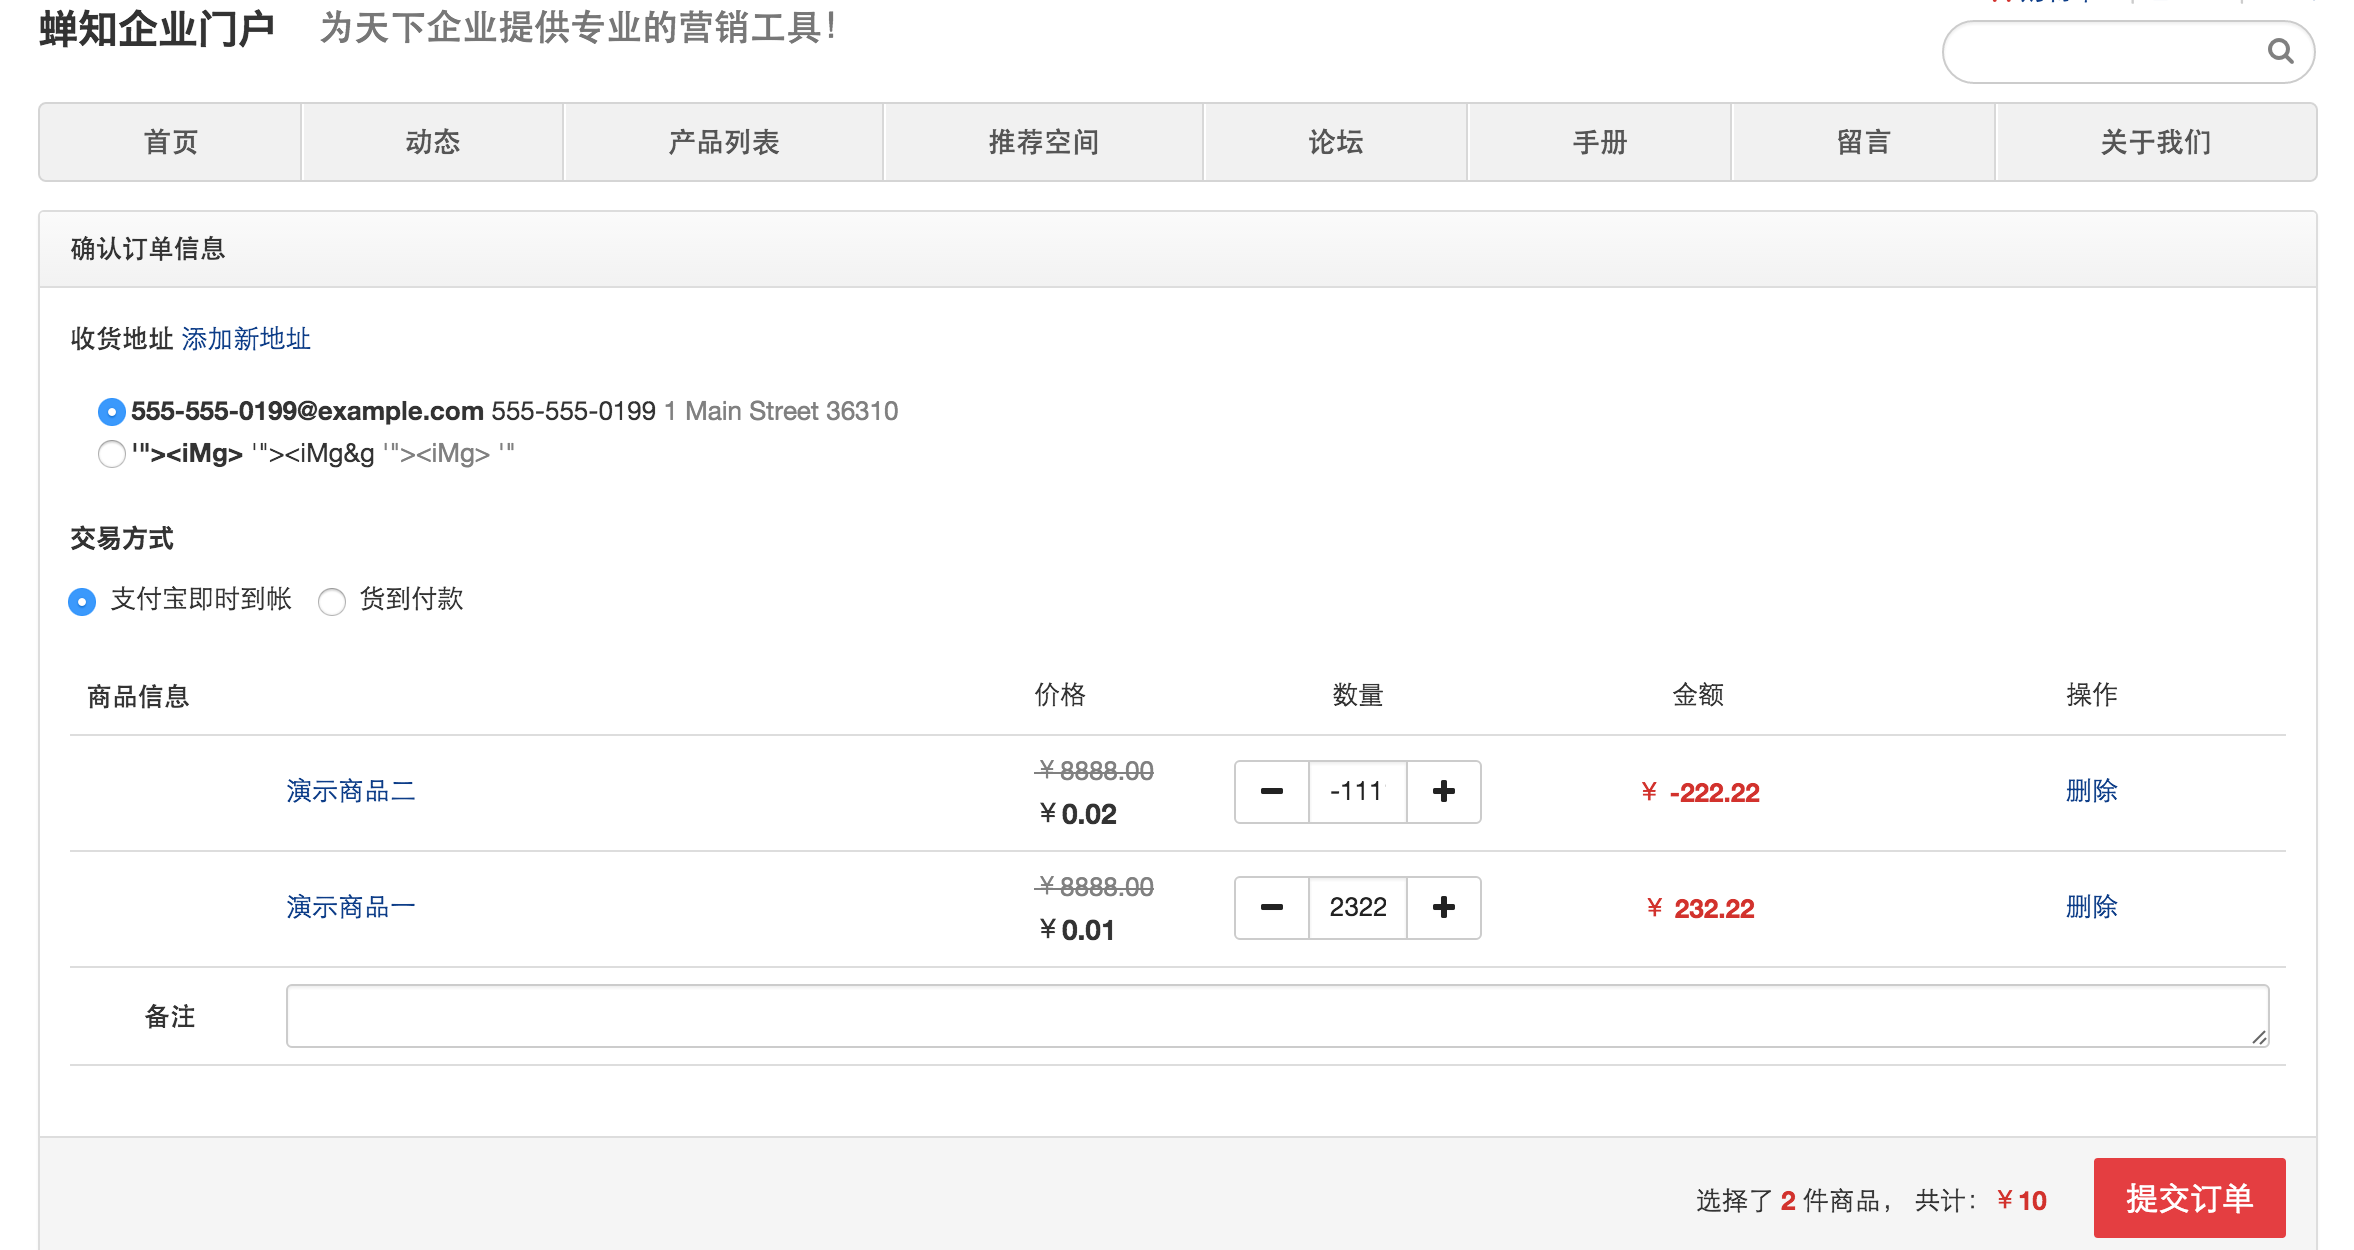 蝉知企业门户 为天下企业提供专业的营销工具！
首页 动态 产品列表 推荐空间 论坛 手册 留言 关于我们
确认订单信息
收货地址 添加新地址
555-555-0199@example.com 555-555-0199 1 Main Street 36310
'"><iMg> '"><iMg&g '"><iMg> '"
交易方式
支付宝即时到帐 货到付款
商品信息 价格 数量 金额 操作
￥8888.00
演示商品二 -111 ￥ -222.22 删除
￥0.02
￥8888.00
演示商品一 2322 ￥ 232.22 删除
￥0.01
备注
选择了 2 件商品， 共计：￥10 提交订单